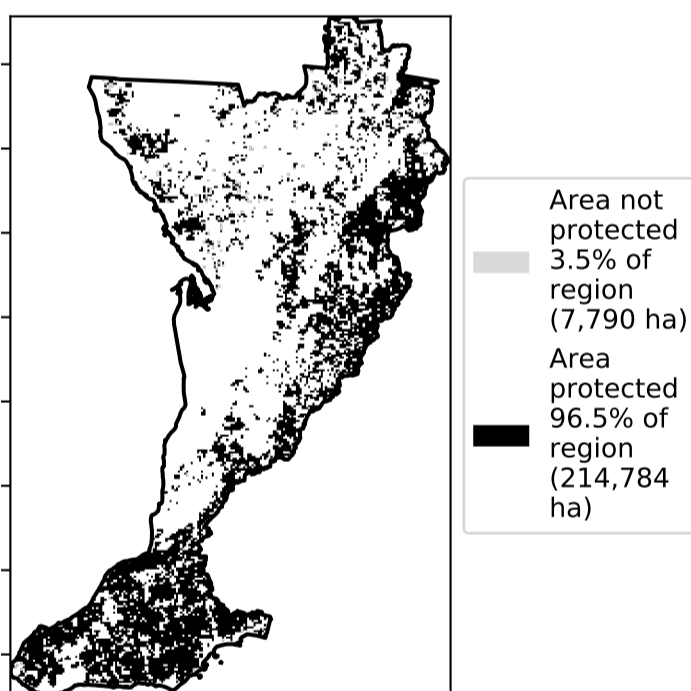 Area not
protected
3.5% of
region
(7,790 ha)
Area
protected
96.5% of
region
(214,784
ha)